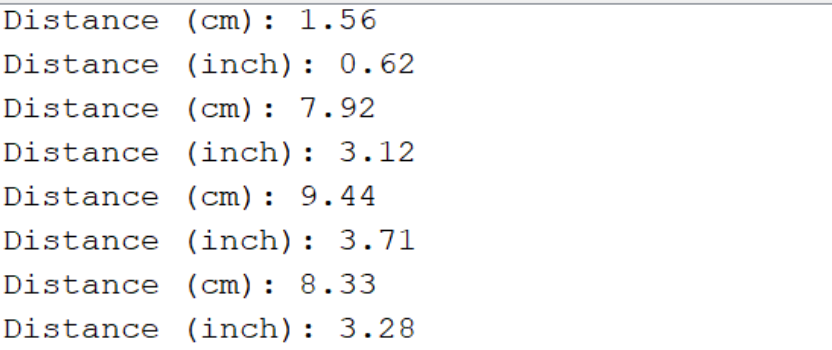 Distance (cm): 1.56
Distance (inch): 0.62
Distance (cm): 7.92
Distance (inch): 3.12
Distance (cm): 9.44
Distance (inch): 3.71
Distance (cm): 8.33
Distance (inch): 3.28